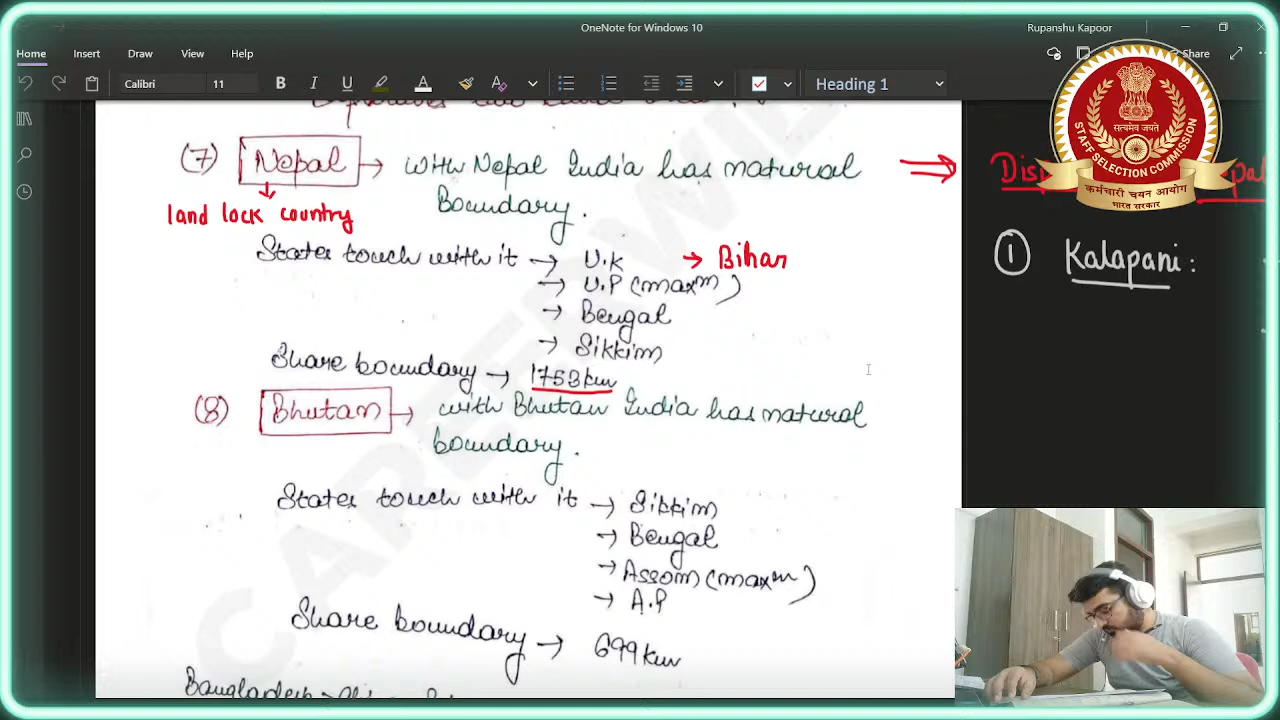 OneNote for Windows 10
Rupanshu Kapoor
Home Insert Draw View Help
Share
Calibri 11 B I U A Heading 1
(7) Nepal → with Nepal India has natural
Boundary.
land lock country
States touch with it → U.K → Bihar
→ U.P (maxm)
→ Bengal
→ Sikkim
Share boundary → 1753km
(8) Bhutan → with Bhutan India has natural
boundary.
States touch with it → Sikkim
→ Bengal
→ Assom (maxm)
→ A.P
Share boundary → 699km
Bangladesh
① Kalapani:
STAFF SELECTION COMMISSION
सत्यमेव जयते
कर्मचारी चयन आयोग
भारत सरकार